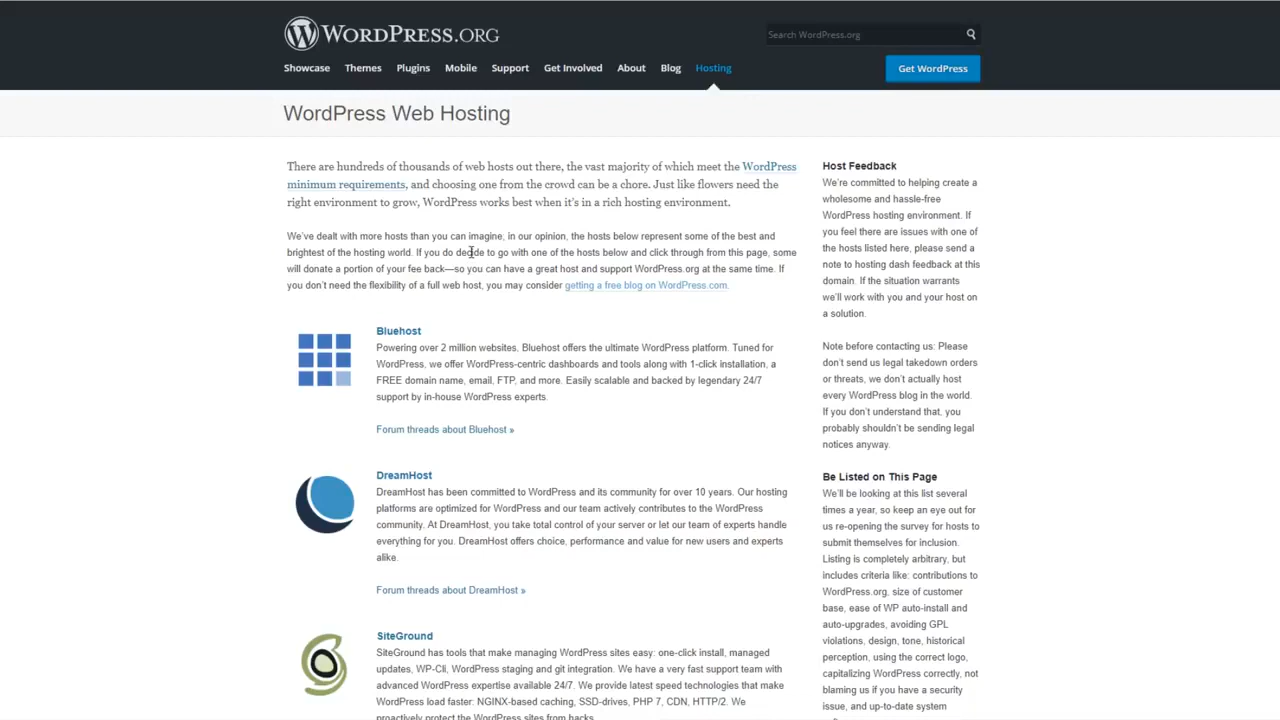 WORDPRESS.ORG
Search WordPress.org
Showcase Themes Plugins Mobile Support Get Involved About Blog Hosting
Get WordPress
WordPress Web Hosting
There are hundreds of thousands of web hosts out there, the vast majority of which meet the WordPress
minimum requirements, and choosing one from the crowd can be a chore. Just like flowers need the
right environment to grow, WordPress works best when it's in a rich hosting environment.
We've dealt with more hosts than you can imagine, in our opinion, the hosts below represent some of the best and
brightest of the hosting world. If you do decide to go with one of the hosts below and click through from this page, some
will donate a portion of your fee back—so you can have a great host and support WordPress.org at the same time. If
you don't need the flexibility of a full web host, you may consider getting a free blog on WordPress.com.
Bluehost
Powering over 2 million websites, Bluehost offers the ultimate WordPress platform. Tuned for
WordPress, we offer WordPress-centric dashboards and tools along with 1-click installation, a
FREE domain name, email, FTP, and more. Easily scalable and backed by legendary 24/7
support by in-house WordPress experts.
Forum threads about Bluehost »
DreamHost
DreamHost has been committed to WordPress and its community for over 10 years. Our hosting
platforms are optimized for WordPress and our team actively contributes to the WordPress
community. At DreamHost, you take total control of your server or let our team of experts handle
everything for you. DreamHost offers choice, performance and value for new users and experts
alike.
Forum threads about DreamHost »
SiteGround
SiteGround has tools that make managing WordPress sites easy: one-click install, managed
updates, WP-Cli, WordPress staging and git integration. We have a very fast support team with
advanced WordPress expertise available 24/7. We provide latest speed technologies that make
WordPress load faster: NGINX-based caching, SSD-drives, PHP 7, CDN, HTTP/2. We
proactively protect the WordPress sites from hacks.
Host Feedback
We're committed to helping create a
wholesome and hassle-free
WordPress hosting environment. If
you feel there are issues with one of
the hosts listed here, please send a
note to hosting dash feedback at this
domain. If the situation warrants
we'll work with you and your host on
a solution.
Note before contacting us: Please
don't send us legal takedown orders
or threats, we don't actually host
every WordPress blog in the world.
If you don't understand that, you
probably shouldn't be sending legal
notices anyway.
Be Listed on This Page
We'll be looking at this list several
times a year, so keep an eye out for
us re-opening the survey for hosts to
submit themselves for inclusion.
Listing is completely arbitrary, but
includes criteria like: contributions to
WordPress.org, size of customer
base, ease of WP auto-install and
auto-upgrades, avoiding GPL
violations, design, tone, historical
perception, using the correct logo,
capitalizing WordPress correctly, not
blaming us if you have a security
issue, and up-to-date system